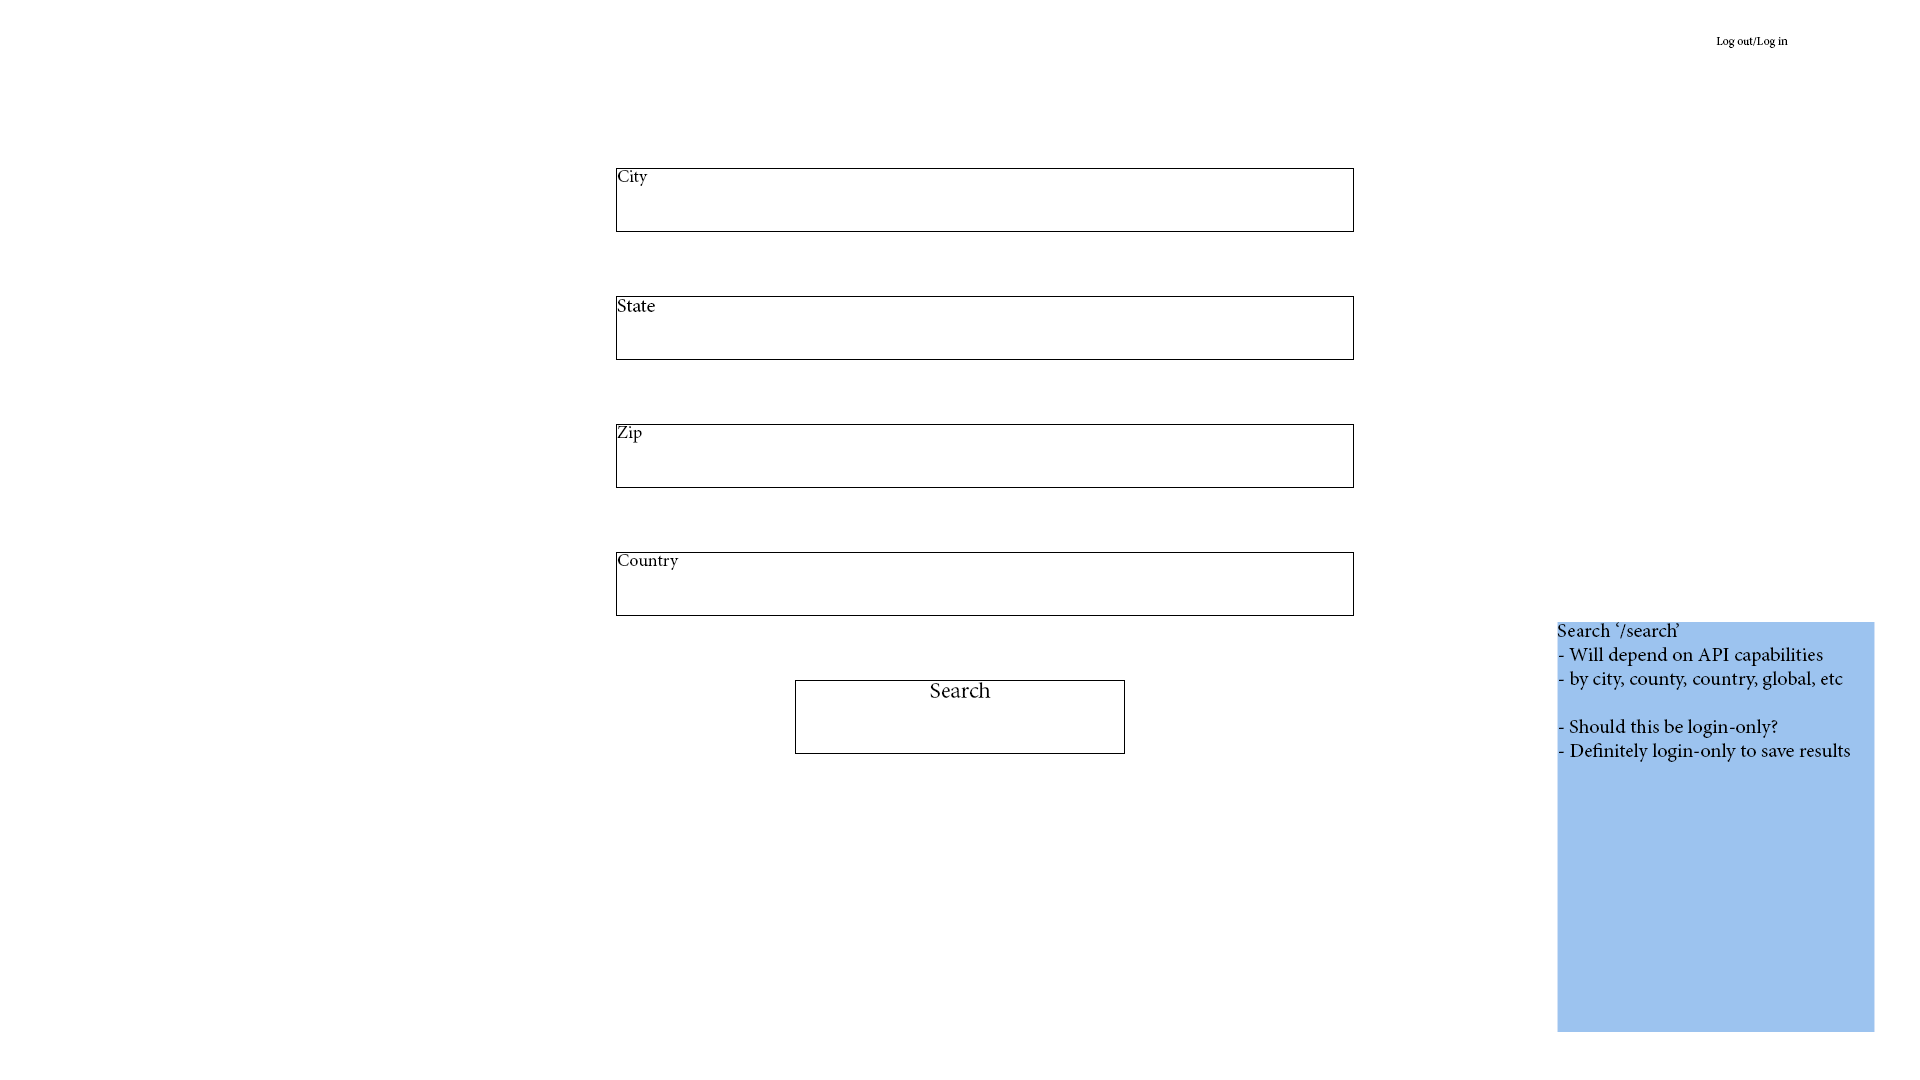 Log out/Log in
City
State
Zip
Country
Search
Search ‘/search’
- Will depend on API capabilities
- by city, county, country, global, etc
- Should this be login-only?
- Definitely login-only to save results